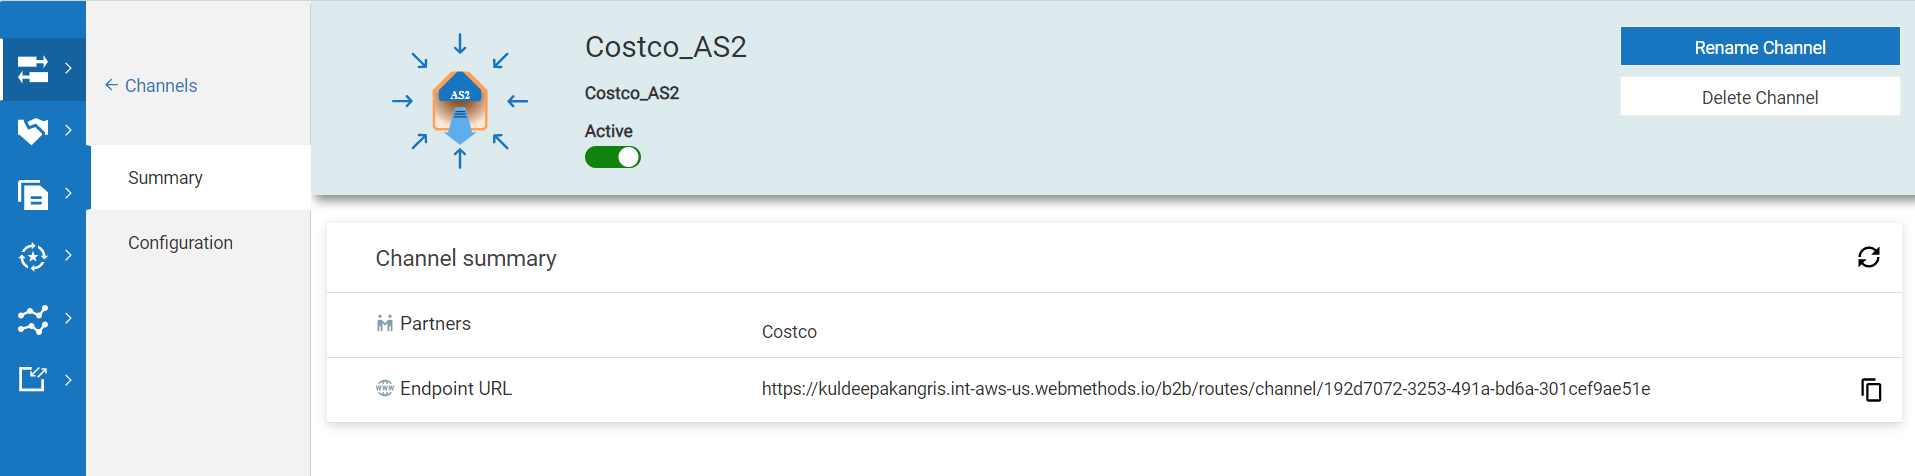 Channels
Summary
Configuration
AS2
Costco_AS2
Costco_AS2
Active
Rename Channel
Delete Channel
Channel summary
Partners
Costco
www
Endpoint URL
https://kuldeepakangris.int-aws-us.webmethods.io/b2b/routes/channel/192d7072-3253-491a-bd6a-301cef9ae51e